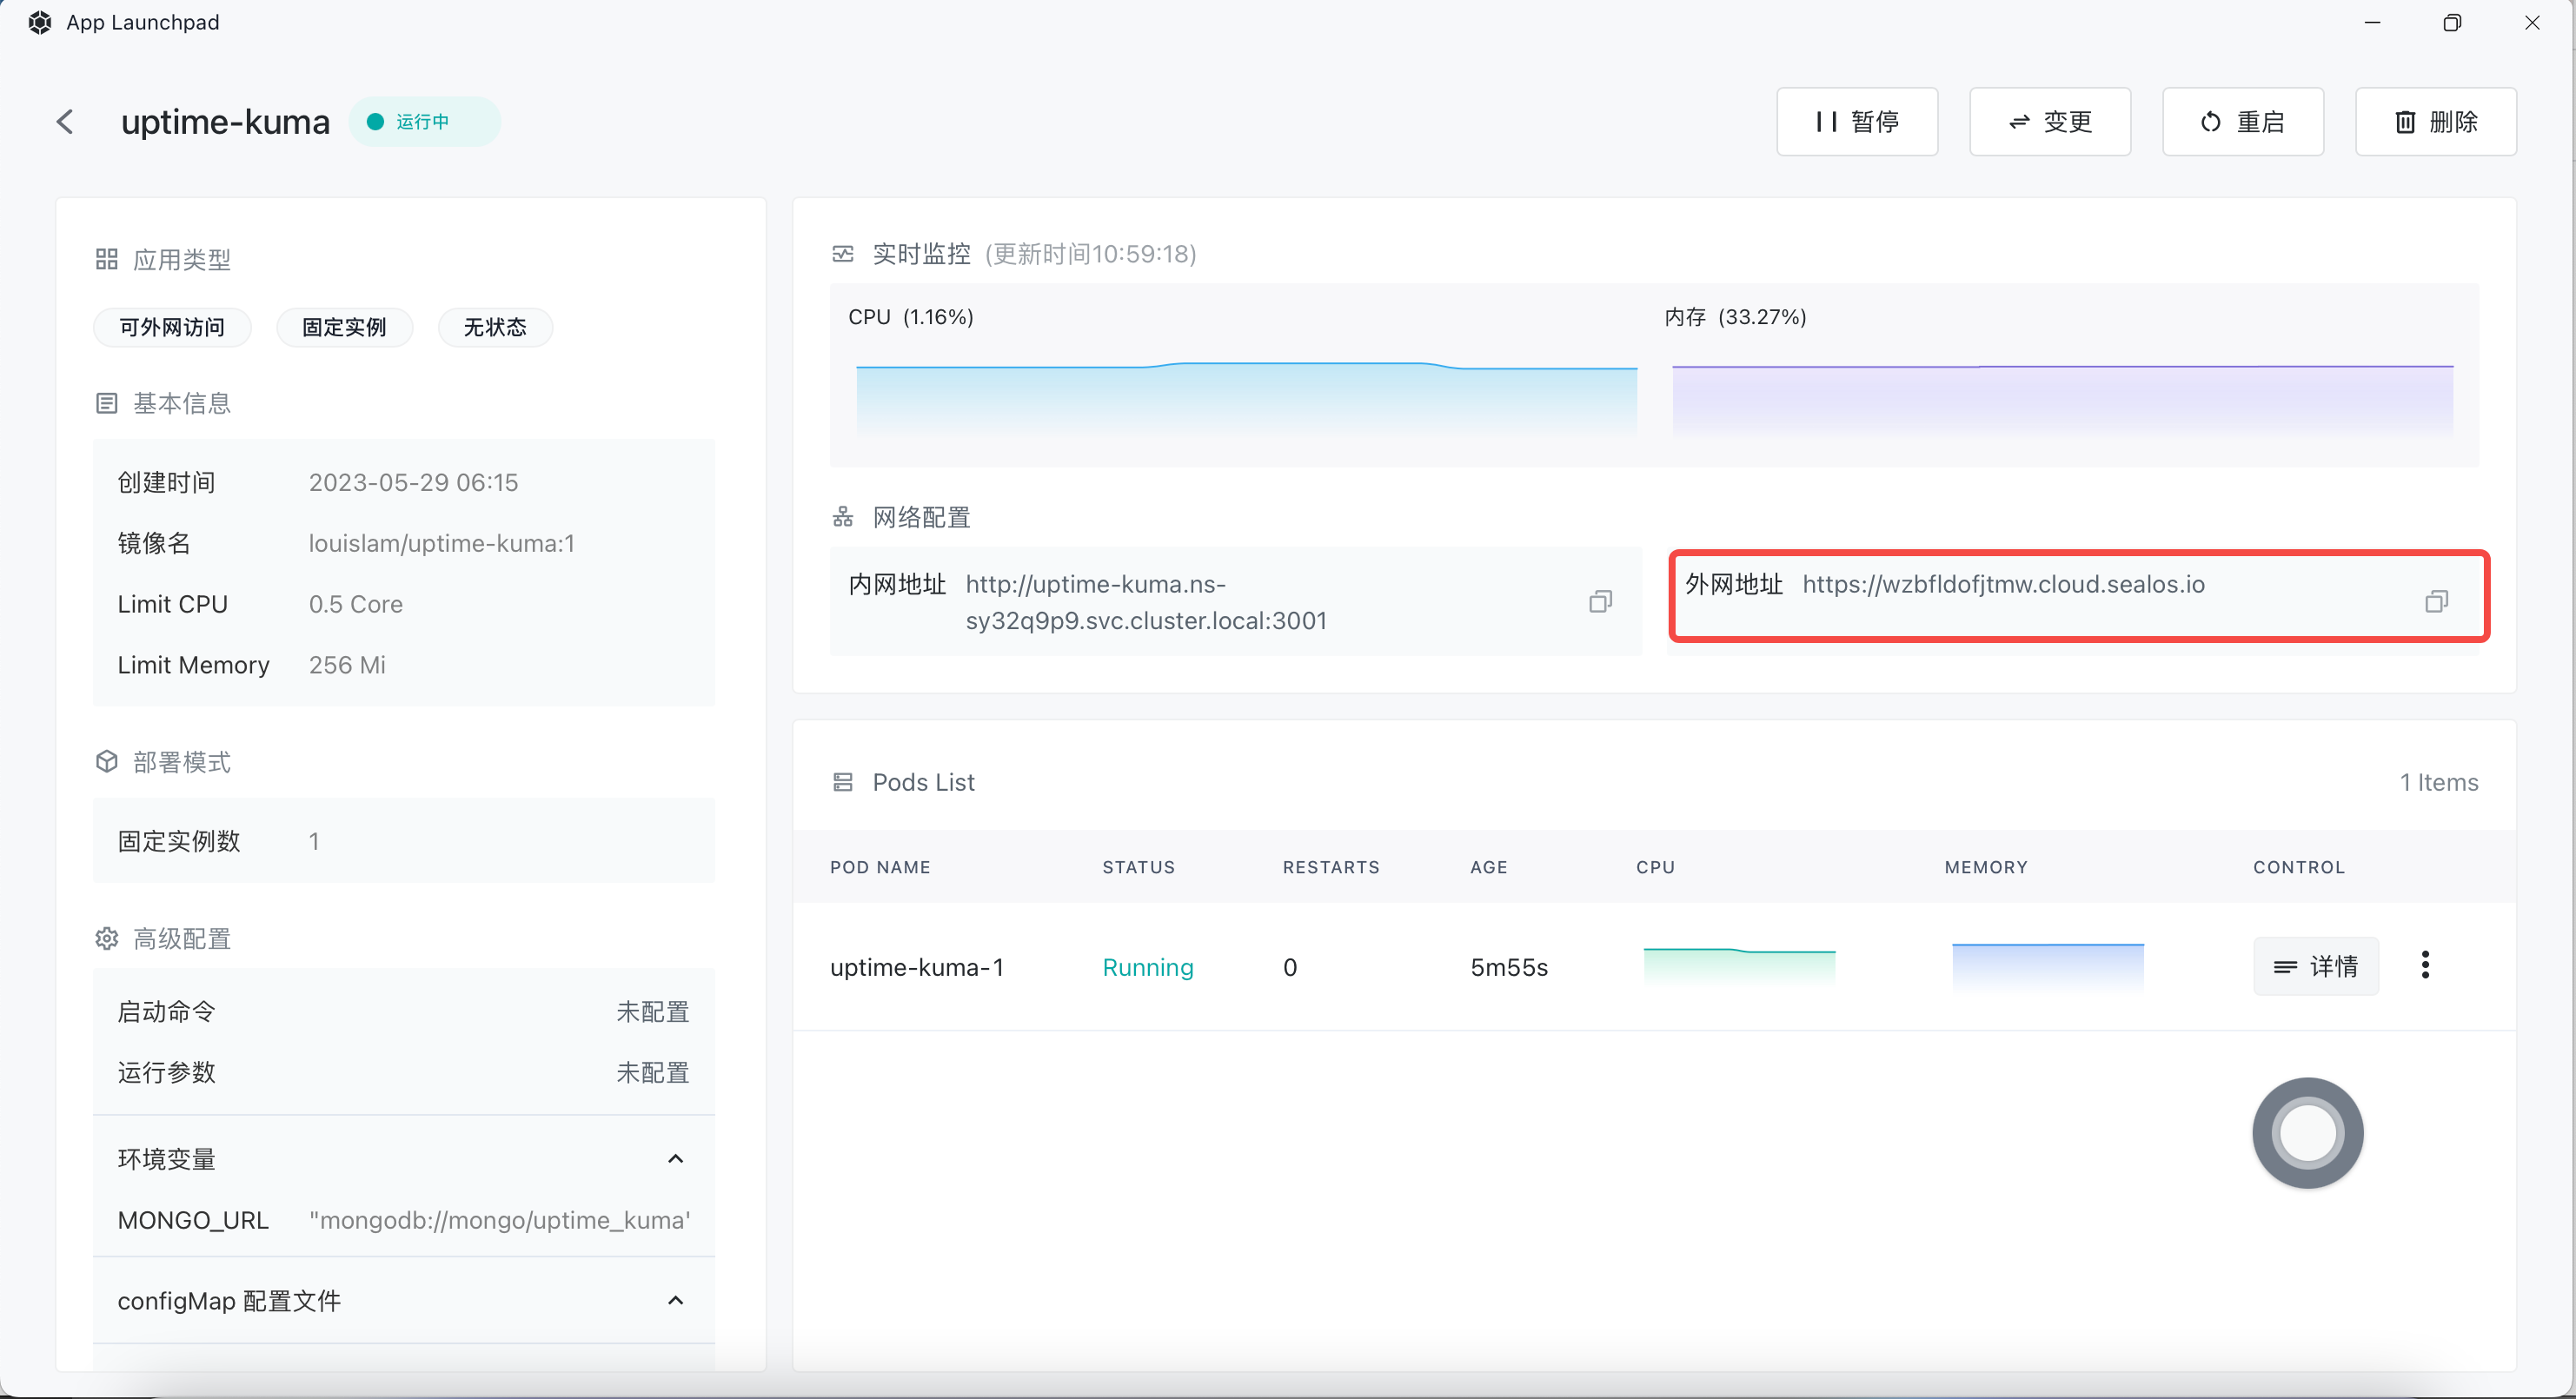 App Launchpad
uptime-kuma
运行中
暂停
变更
重启
删除
应用类型
可外网访问
固定实例
无状态
基本信息
创建时间 2023-05-29 06:15
镜像名 louislam/uptime-kuma:1
Limit CPU 0.5 Core
Limit Memory 256 Mi
部署模式
固定实例数 1
高级配置
启动命令 未配置
运行参数 未配置
环境变量
MONGO_URL "mongodb://mongo/uptime_kuma'
configMap 配置文件
实时监控 (更新时间10:59:18)
CPU (1.16%)
内存 (33.27%)
网络配置
内网地址 http://uptime-kuma.ns-
sy32q9p9.svc.cluster.local:3001
外网地址 https://wzbfldofjtmw.cloud.sealos.io
Pods List
1 Items
POD NAME STATUS RESTARTS AGE CPU MEMORY CONTROL
uptime-kuma-1 Running 0 5m55s 详情